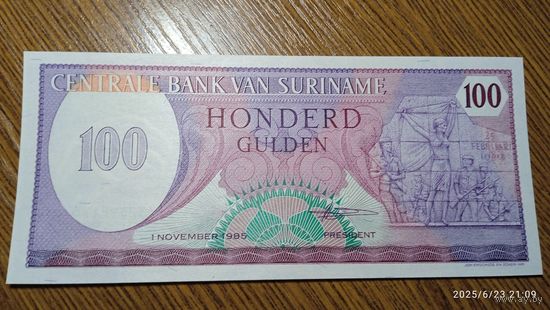 CENTRALE BANK VAN SURINAME
100
100
HONDERD
GULDEN
25
FEBRUARI
1980
1 NOVEMBER 1985
PRESIDENT
2025/6/23 21:09